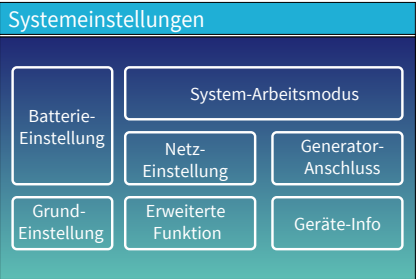 Systemeinstellungen
Batterie-
Einstellung
System-Arbeitsmodus
Netz-
Einstellung
Generator-
Anschluss
Grund-
Einstellung
Erweiterte
Funktion
Geräte-Info